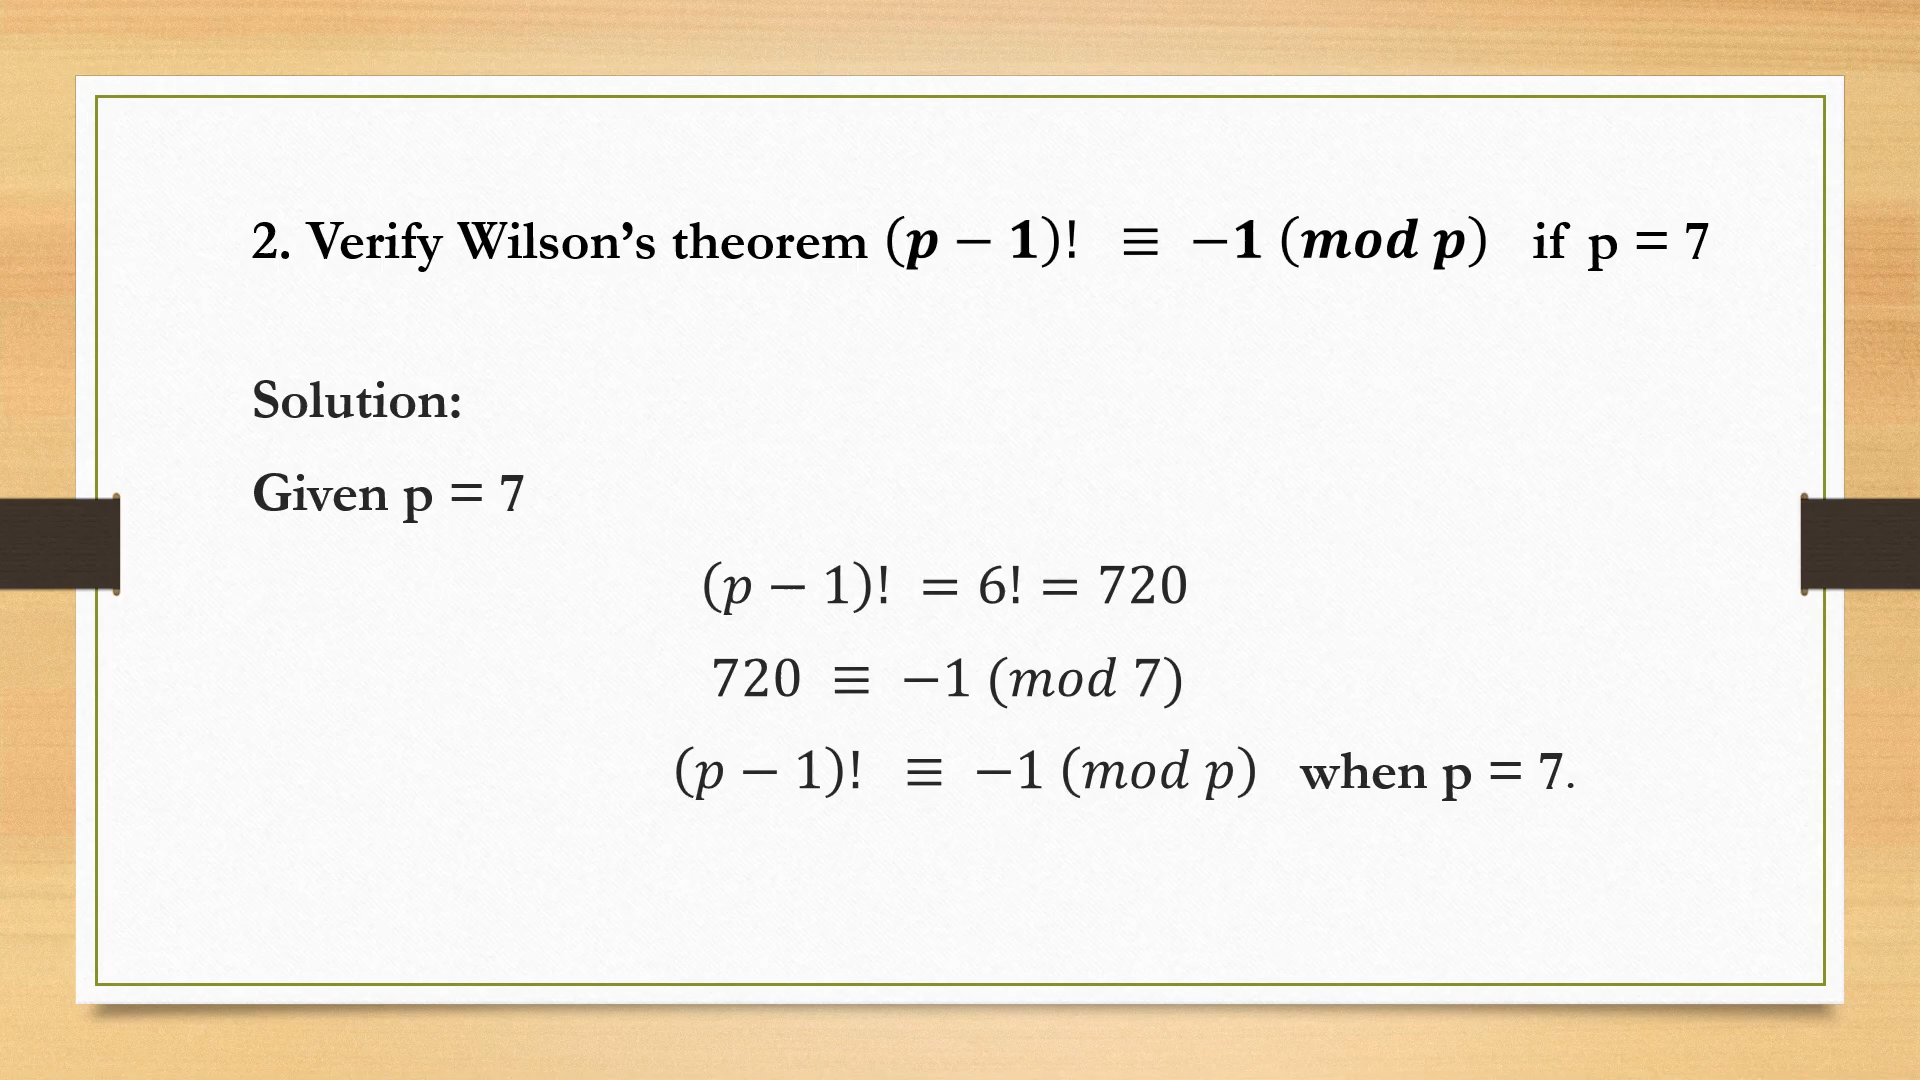 2. Verify Wilson’s theorem (p − 1)! ≡ −1 (mod p) if p = 7
Solution:
Given p = 7
(p − 1)! = 6! = 720
720 ≡ −1 (mod 7)
(p − 1)! ≡ −1 (mod p) when p = 7.